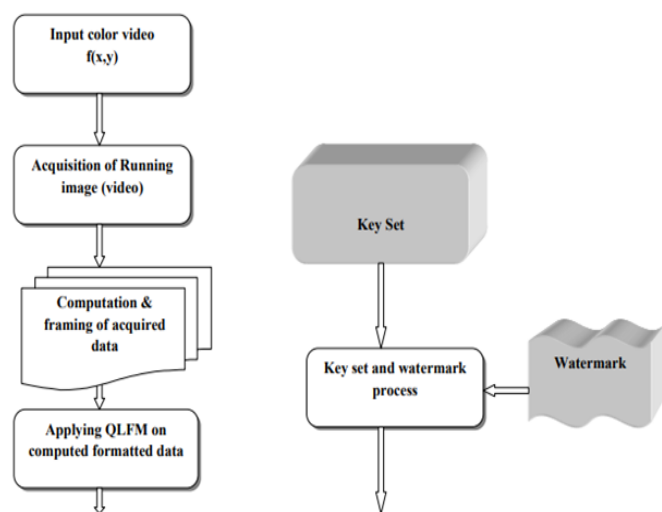 Input color video
f(x,y)
Acquisition of Running
image (video)
Computation &
framing of acquired
data
Applying QLFM on
computed formatted data
Key Set
Key set and watermark
process
Watermark